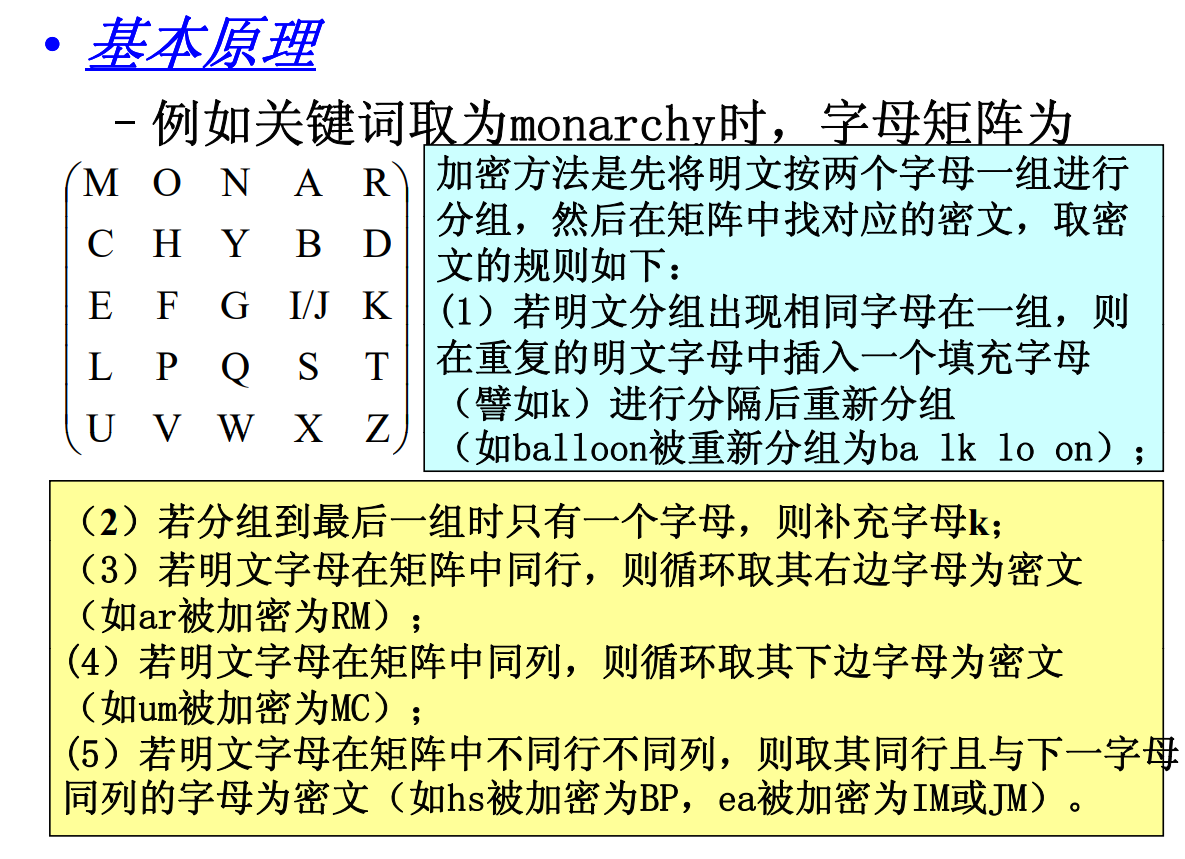 • 基本原理
–例如关键词取为monarchy时，字母矩阵为
M O N A R
C H Y B D
E F G I/J K
L P Q S T
U V W X Z
加密方法是先将明文按两个字母一组进行
分组，然后在矩阵中找对应的密文，取密
文的规则如下：
(1）若明文分组出现相同字母在一组，则
在重复的明文字母中插入一个填充字母
（譬如k）进行分隔后重新分组
（如balloon被重新分组为ba lk lo on）；
（2）若分组到最后一组时只有一个字母，则补充字母k；
（3）若明文字母在矩阵中同行，则循环取其右边字母为密文
（如ar被加密为RM）；
(4）若明文字母在矩阵中同列，则循环取其下边字母为密文
（如um被加密为MC）；
(5）若明文字母在矩阵中不同行不同列，则取其同行且与下一字母
同列的字母为密文（如hs被加密为BP，ea被加密为IM或JM）。